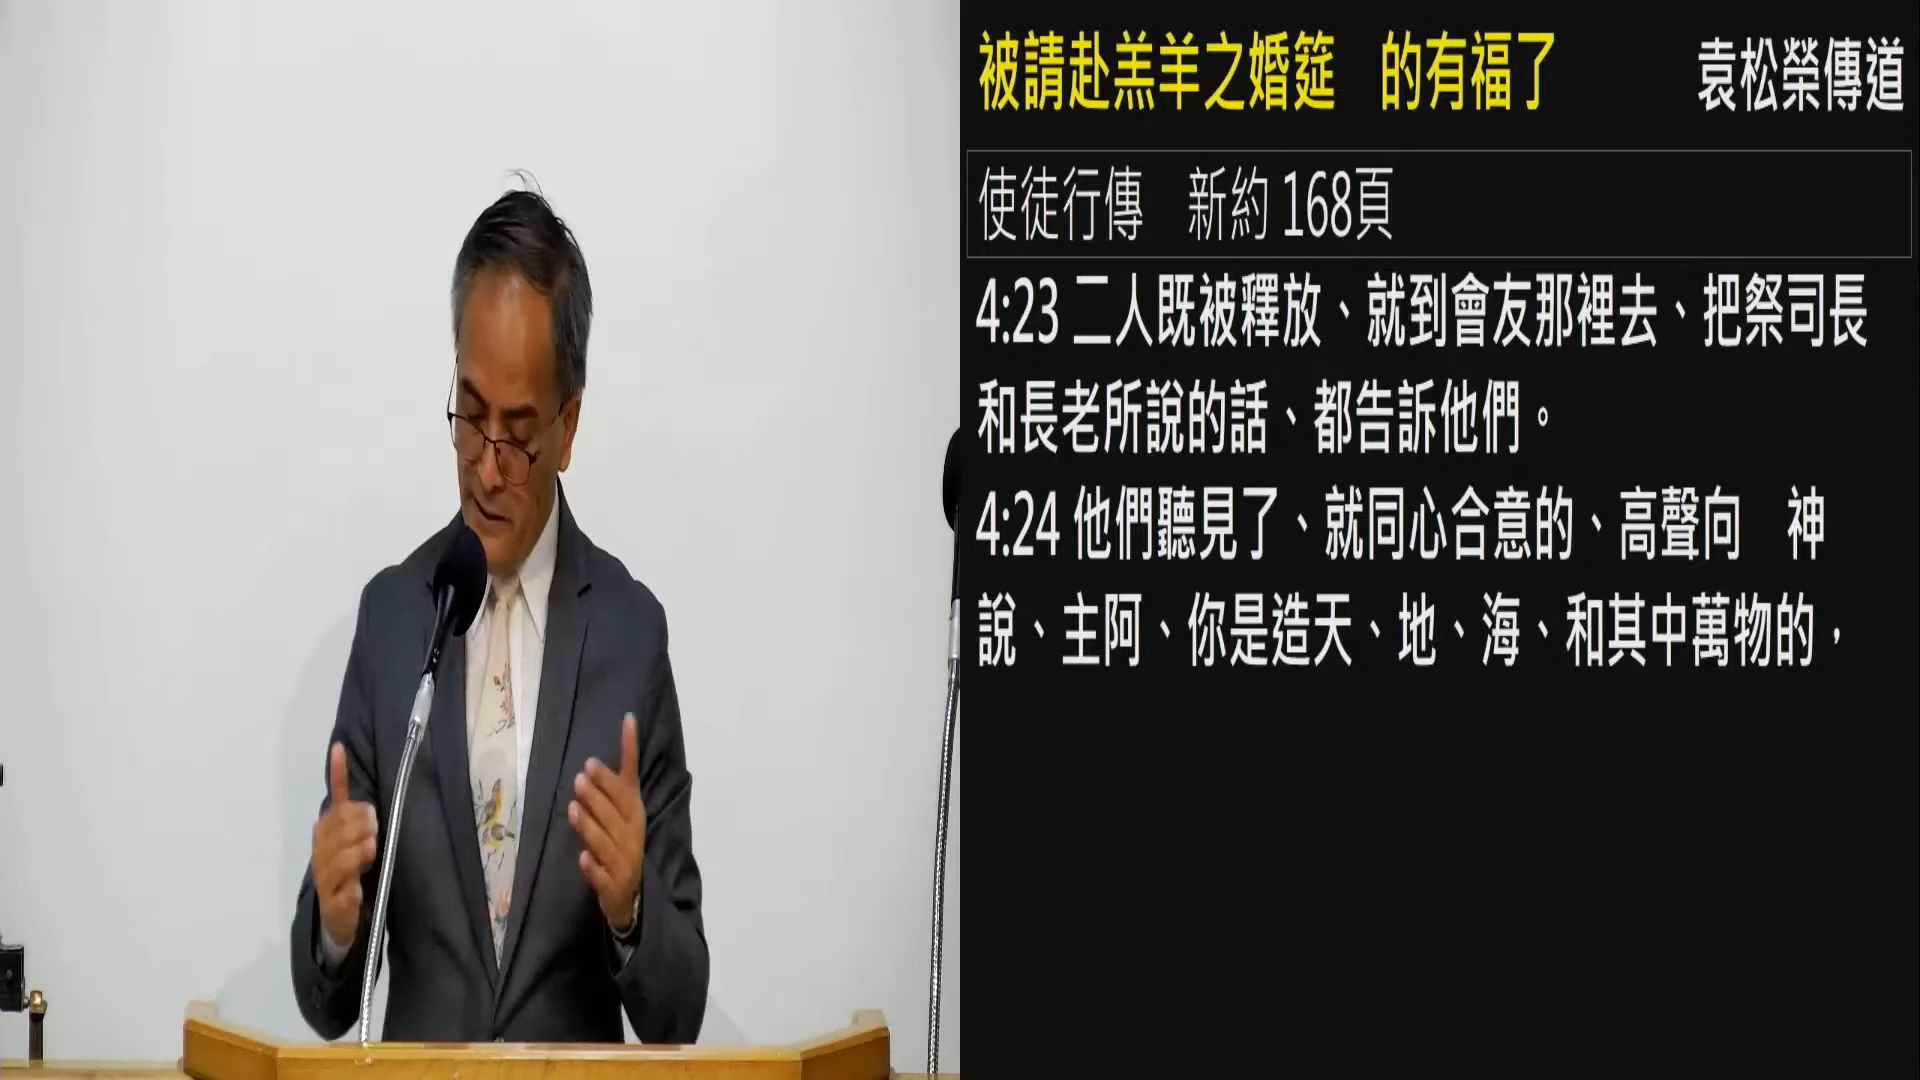 被請赴羔羊之婚筵　的有福了　袁松榮傳道
使徒行傳　新約 168頁
4:23 二人既被釋放、就到會友那裡去、把祭司長
和長老所說的話、都告訴他們。
4:24 他們聽見了、就同心合意的、高聲向　神
說、主阿、你是造天、地、海、和其中萬物的，